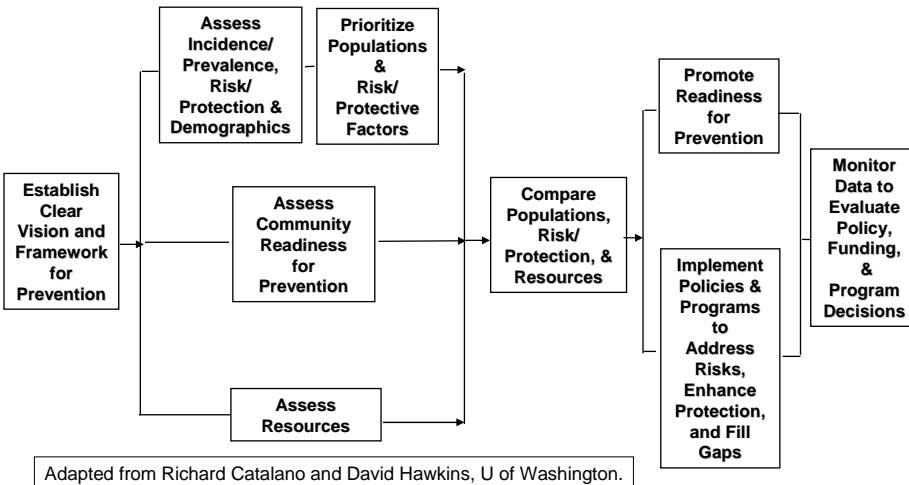 Establish
Clear
Vision and
Framework
for
Prevention
Assess
Incidence/
Prevalence,
Risk/
Protection &
Demographics
Prioritize
Populations
&
Risk/
Protective
Factors
Assess
Community
Readiness
for
Prevention
Assess
Resources
Compare
Populations,
Risk/
Protection, &
Resources
Promote
Readiness
for
Prevention
Implement
Policies &
Programs
to
Address
Risks,
Enhance
Protection,
and Fill
Gaps
Monitor
Data to
Evaluate
Policy,
Funding,
&
Program
Decisions
Adapted from Richard Catalano and David Hawkins, U of Washington.